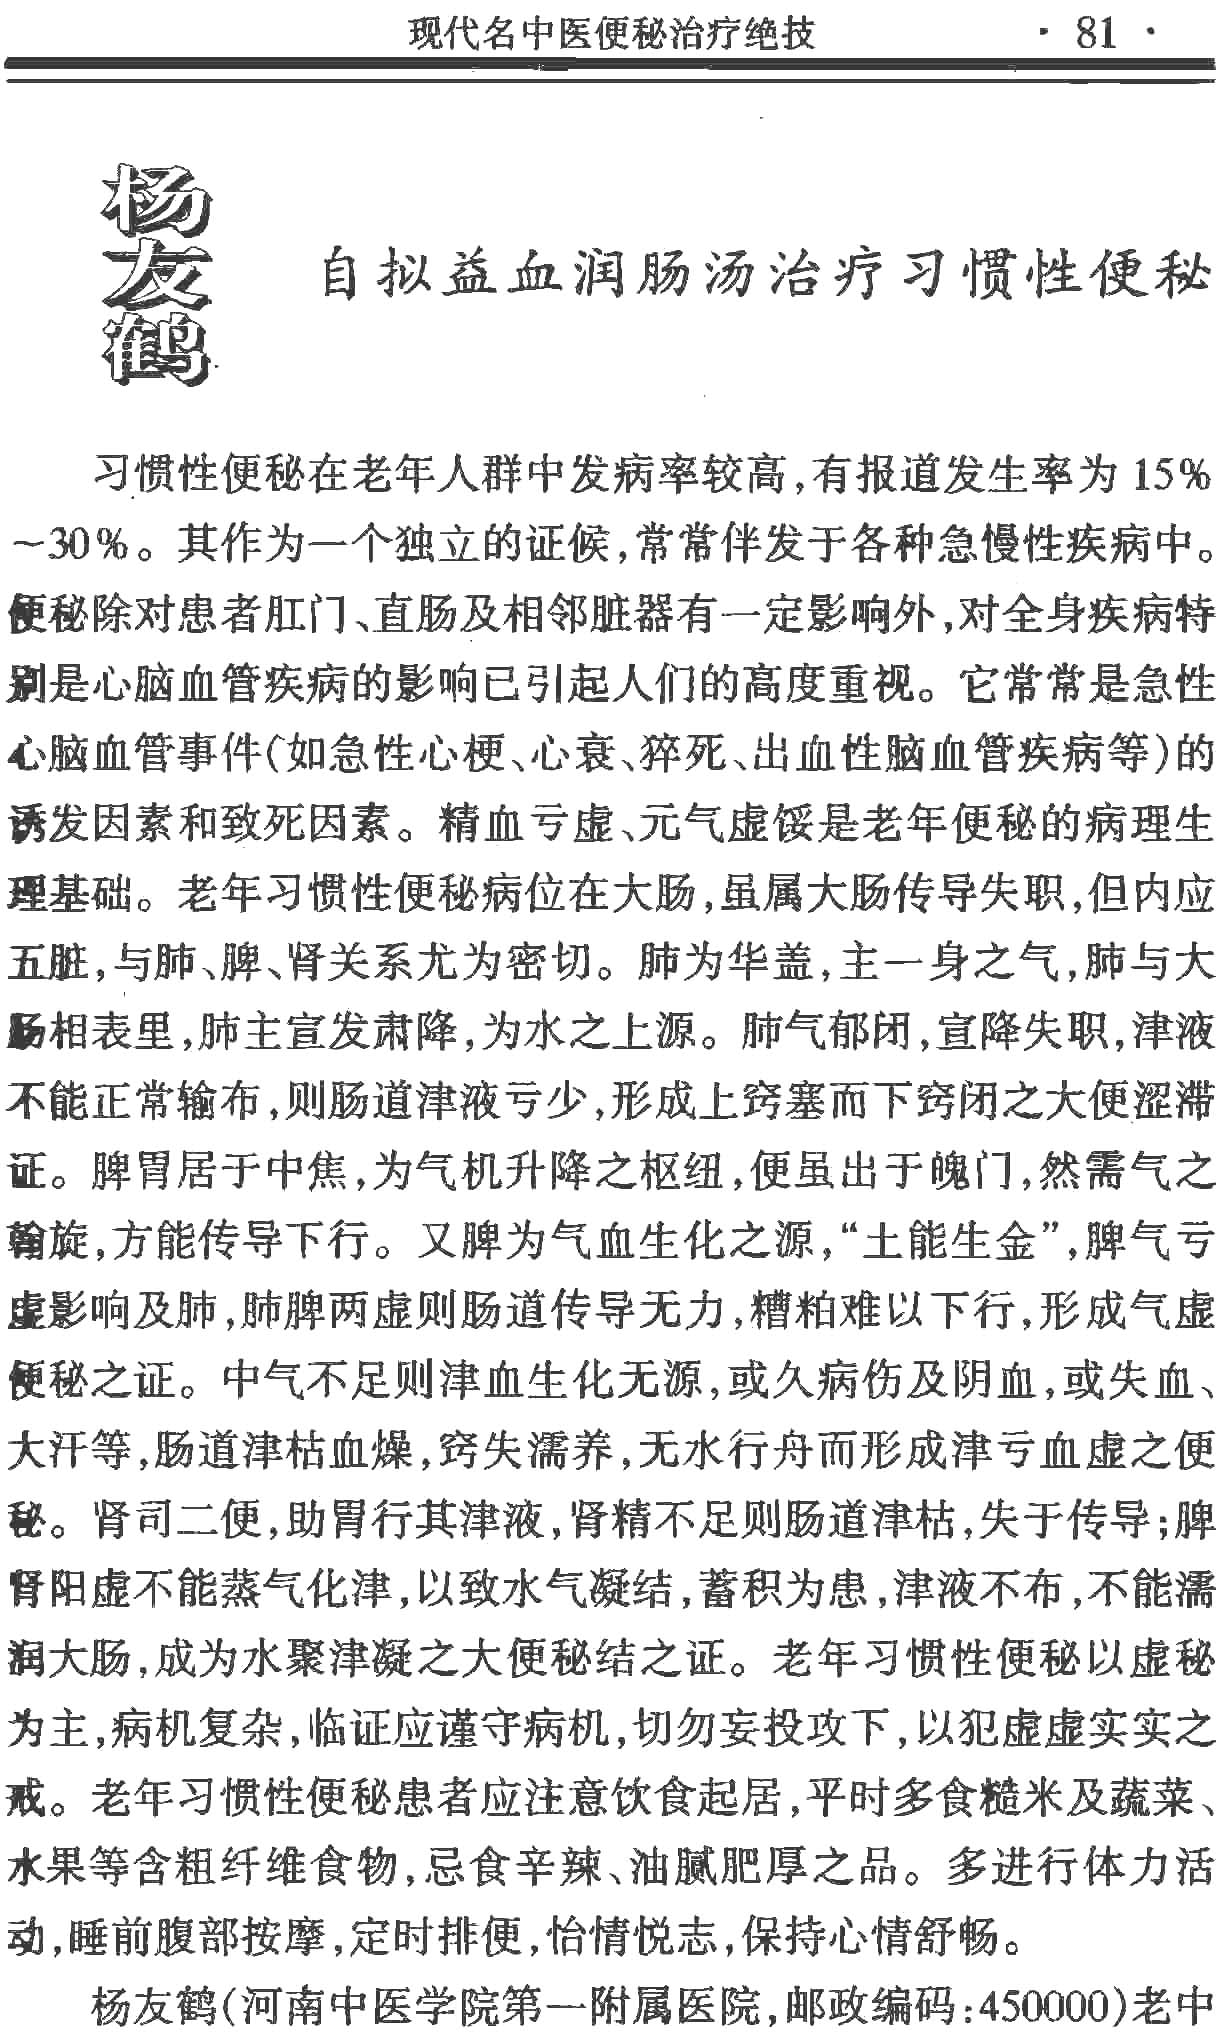 现代名中医便秘治疗绝技 · 81 ·
杨友鹤
自拟益血润肠汤治疗习惯性便秘
习惯性便秘在老年人群中发病率较高,有报道发生率为 15%
~30%。其作为一个独立的证候,常常伴发于各种急慢性疾病中。
便秘除对患者肛门、直肠及相邻脏器有一定影响外,对全身疾病特
别是心脑血管疾病的影响已引起人们的高度重视。它常常是急性
心脑血管事件(如急性心梗、心衰、猝死、出血性脑血管疾病等)的
诱发因素和致死因素。精血亏虚、元气虚馁是老年便秘的病理生
理基础。老年习惯性便秘病位在大肠,虽属大肠传导失职,但内应
五脏,与肺、脾、肾关系尤为密切。肺为华盖,主一身之气,肺与大
肠相表里,肺主宣发肃降,为水之上源。肺气郁闭,宣降失职,津液
不能正常输布,则肠道津液亏少,形成上窍塞而下窍闭之大便涩滞
证。脾胃居于中焦,为气机升降之枢纽,便虽出于魄门,然需气之
斡旋,方能传导下行。又脾为气血生化之源,“土能生金”,脾气亏
虚影响及肺,肺脾两虚则肠道传导无力,糟粕难以下行,形成气虚
便秘之证。中气不足则津血生化无源,或久病伤及阴血,或失血、
大汗等,肠道津枯血燥,窍失濡养,无水行舟而形成津亏血虚之便
秘。肾司二便,助胃行其津液,肾精不足则肠道津枯,失于传导;脾
肾阳虚不能蒸气化津,以致水气凝结,蓄积为患,津液不布,不能濡
润大肠,成为水聚津凝之大便秘结之证。老年习惯性便秘以虚秘
为主,病机复杂,临证应谨守病机,切勿妄投攻下,以犯虚虚实实之
戒。老年习惯性便秘患者应注意饮食起居,平时多食糙米及蔬菜、
水果等含粗纤维食物,忌食辛辣、油腻肥厚之品。多进行体力活
动,睡前腹部按摩,定时排便,怡情悦志,保持心情舒畅。
杨友鹤(河南中医学院第一附属医院,邮政编码:450000)老中